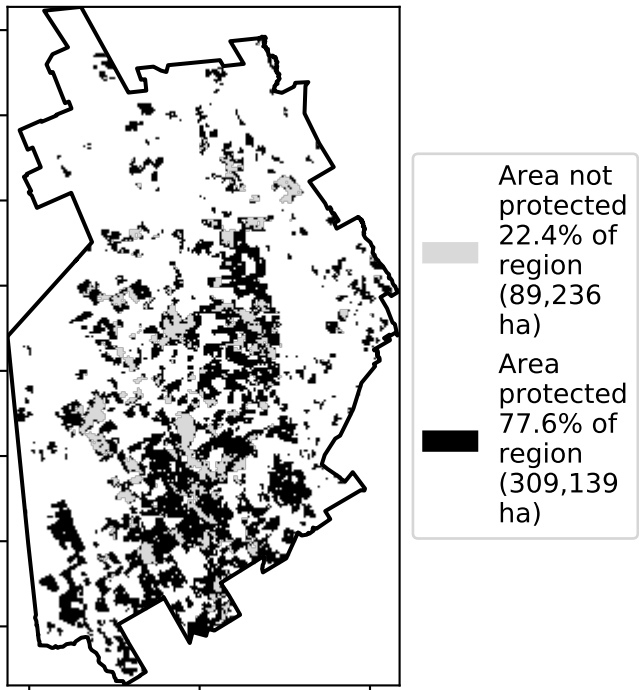 Area not
protected
22.4% of
region
(89,236
ha)
Area
protected
77.6% of
region
(309,139
ha)